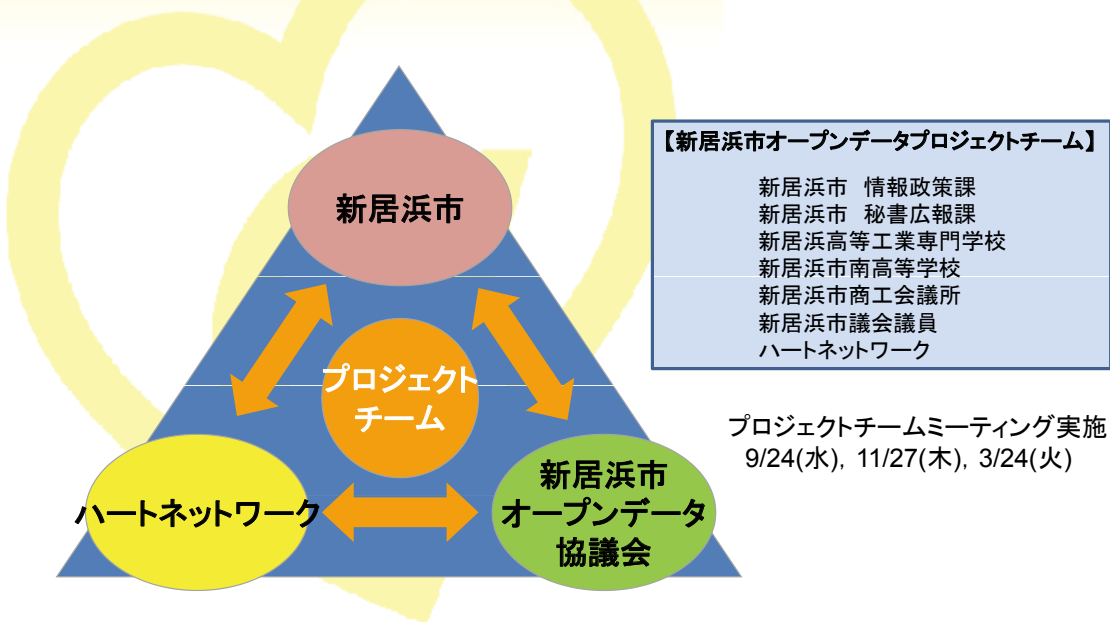 新居浜市
プロジェクト
チーム
ハートネットワーク
新居浜市
オープンデータ
協議会
【新居浜市オープンデータプロジェクトチーム】
新居浜市　情報政策課
新居浜市　秘書広報課
新居浜高等工業専門学校
新居浜市南高等学校
新居浜市商工会議所
新居浜市議会議員
ハートネットワーク
プロジェクトチームミーティング実施
9/24(水), 11/27(木), 3/24(火)